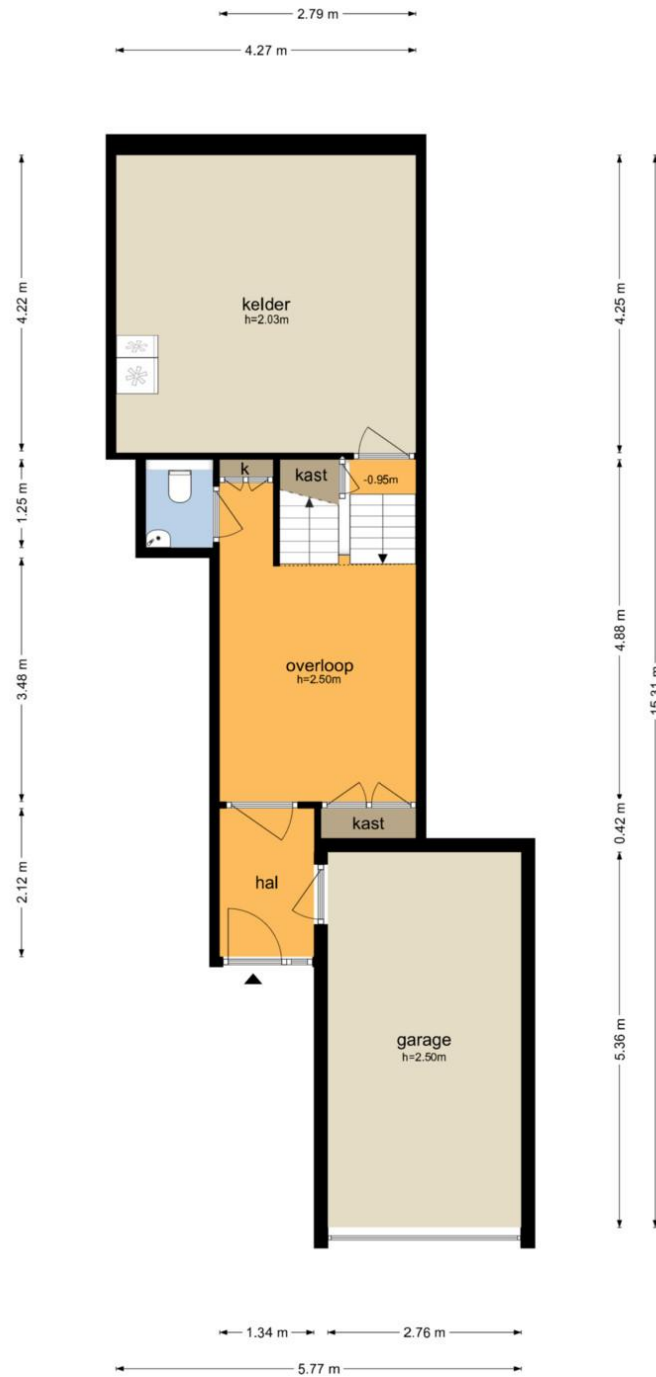 2.79 m
4.27 m
4.22 m
4.25 m
kelder
h=2.03m
k
kast
-0.95m
1.25 m
4.88 m
15.31 m
3.48 m
overloop
h=2.50m
kast
0.42 m
2.12 m
hal
garage
h=2.50m
5.36 m
1.34 m
2.76 m
5.77 m